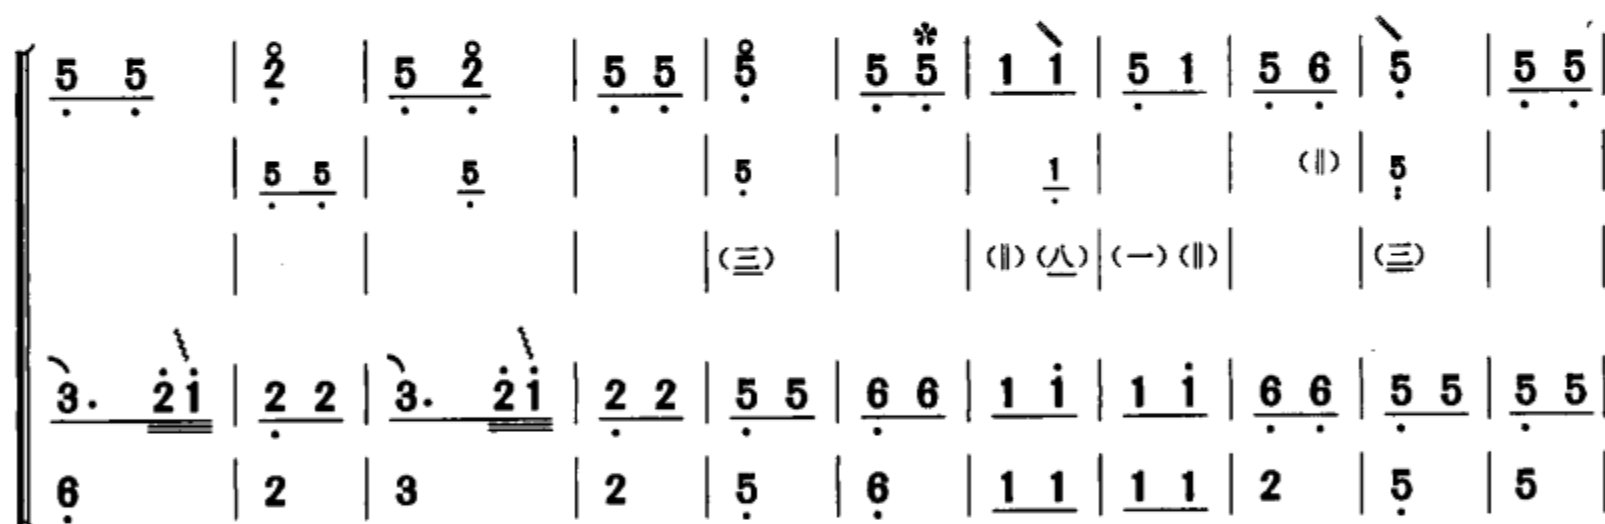 5 5 | 2 | 5 2 | 5 5 | 5 | 5 5 | 1 1 | 5 1 | 5 6 | 5 | 5 5 |
| 5 5 | 5 | | 5 | | 1 | | (‖) | 5 | |
| | | | (三) | | (‖) (八) | (一) (‖) | | (三) | |
3. 2 1 | 2 2 | 3. 2 1 | 2 2 | 5 5 | 6 6 | 1 1 | 1 1 | 6 6 | 5 5 | 5 5 |
6 | 2 | 3 | 2 | 5 | 6 | 1 1 | 1 1 | 2 | 5 | 5 |